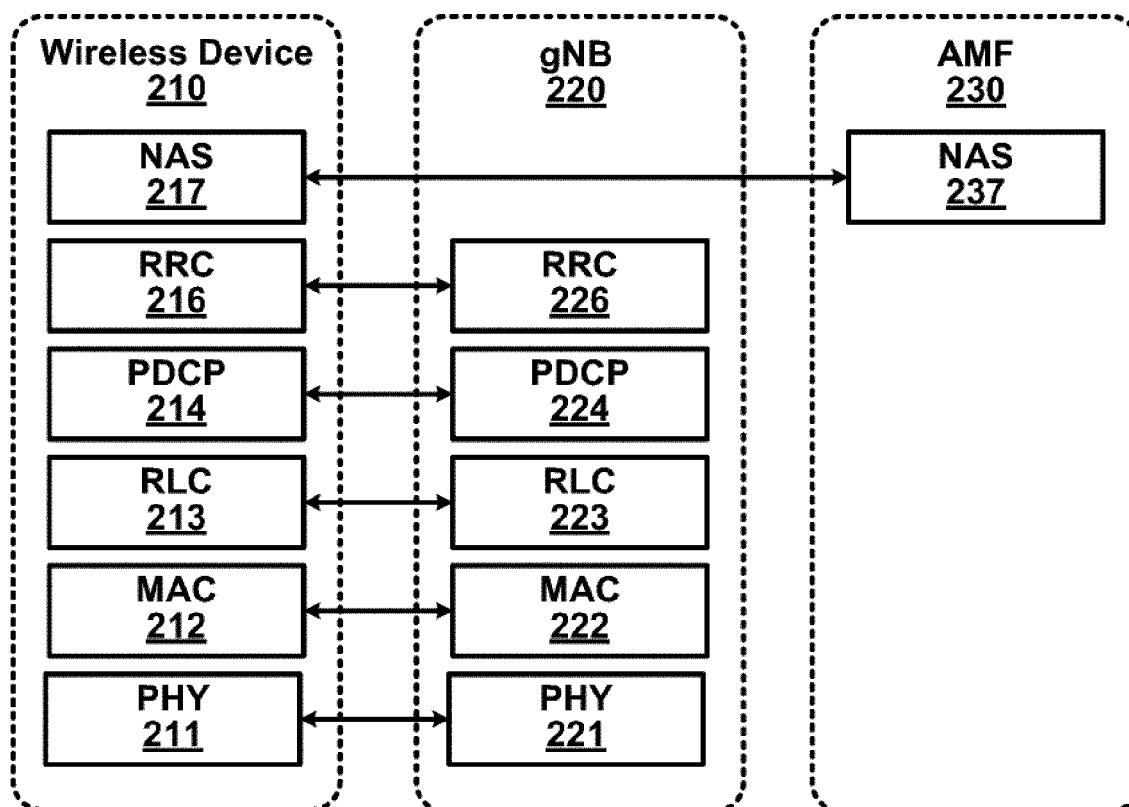 Wireless Device
210
gNB
220
AMF
230
NAS
217
NAS
237
RRC
216
RRC
226
PDCP
214
PDCP
224
RLC
213
RLC
223
MAC
212
MAC
222
PHY
211
PHY
221